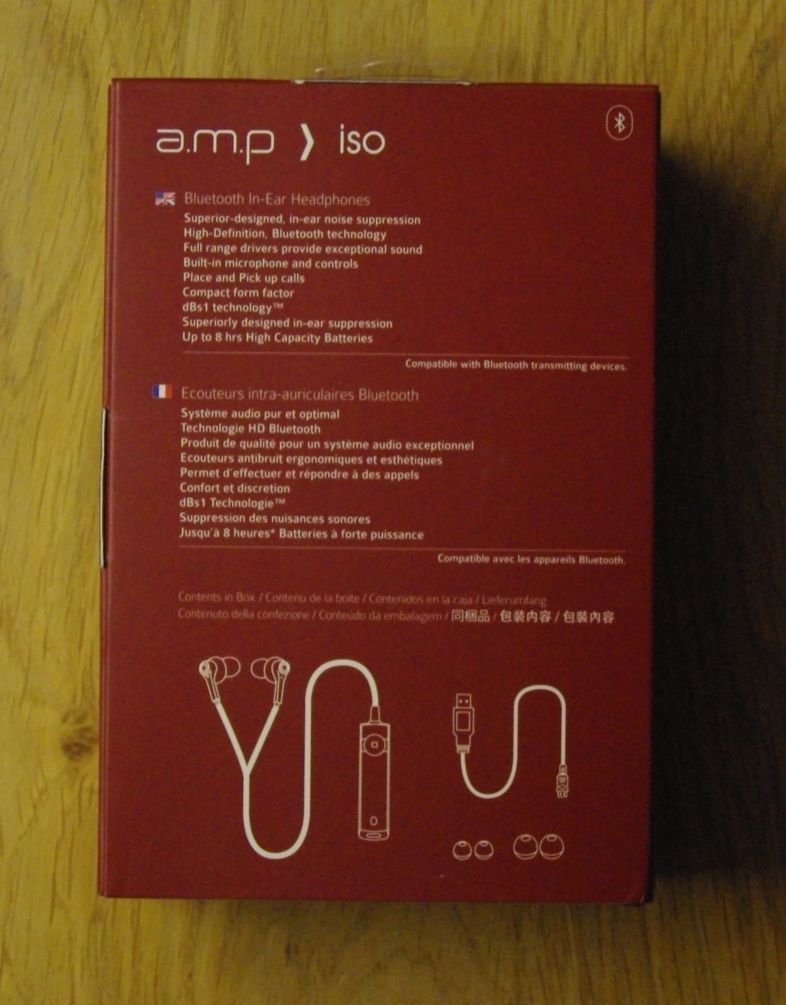 a.m.p › iso
Bluetooth In-Ear Headphones
Superior-designed, in-ear noise suppression
High-Definition, Bluetooth technology
Full range drivers provide exceptional sound
Built-in microphone and controls
Place and Pick up calls
Compact form factor
dBs1 technology™
Superiorly designed in-ear suppression
Up to 8 hrs High Capacity Batteries
Compatible with Bluetooth transmitting devices.
Ecouteurs intra-auriculaires Bluetooth
Système audio pur et optimal
Technologie HD Bluetooth
Produit de qualité pour un système audio exceptionnel
Ecouteurs antibruit ergonomiques et esthétiques
Permet d'effectuer et répondre à des appels
Confort et discretion
dBs1 Technologie™
Suppression des nuisances sonores
Jusqu'à 8 heures* Batteries à forte puissance
Compatible avec les appareils Bluetooth.
Contents in Box / Contenu de la boite / Contenidos en la caja / Lieferumfang
Contenuto della confezione / Conteúdo da embalagem / 同梱品 / 包装内容 / 包裝內容